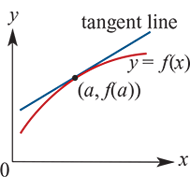 y
tangent line
y = f(x)
(a, f(a))
0
x